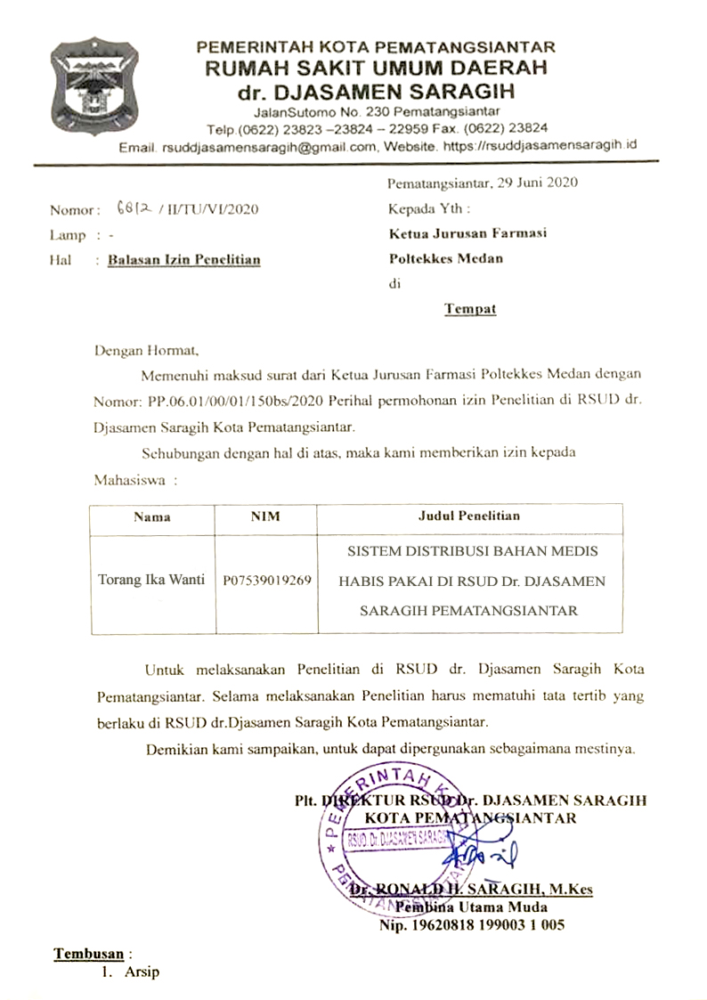 PEMERINTAH KOTA PEMATANGSIANTAR
RUMAH SAKIT UMUM DAERAH
dr. DJASAMEN SARAGIH
JalanSutomo No. 230 Pematangsiantar
Telp.(0622) 23823 –23824 – 22959 Fax. (0622) 23824
Email. rsuddjasamensaragih@gmail.com, Website. https://rsuddjasamensaragih.id
Pematangsiantar, 29 Juni 2020
Nomor : 6812 / II/TU/VI/2020
Kepada Yth :
Lamp : -
Ketua Jurusan Farmasi
Hal : Balasan Izin Penelitian
Poltekkes Medan
di
Tempat
Dengan Hormat,
Memenuhi maksud surat dari Ketua Jurusan Farmasi Poltekkes Medan dengan
Nomor: PP.06.01/00/01/150bs/2020 Perihal permohonan izin Penelitian di RSUD dr.
Djasamen Saragih Kota Pematangsiantar.
Sehubungan dengan hal di atas, maka kami memberikan izin kepada
Mahasiswa :
Nama NIM Judul Penelitian
SISTEM DISTRIBUSI BAHAN MEDIS
Torang Ika Wanti P07539019269 HABIS PAKAI DI RSUD Dr. DJASAMEN
SARAGIH PEMATANGSIANTAR
Untuk melaksanakan Penelitian di RSUD dr. Djasamen Saragih Kota
Pematangsiantar. Selama melaksanakan Penelitian harus mematuhi tata tertib yang
berlaku di RSUD dr.Djasamen Saragih Kota Pematangsiantar.
Demikian kami sampaikan, untuk dapat dipergunakan sebagaimana mestinya.
Plt. DIREKTUR RSUD Dr. DJASAMEN SARAGIH
KOTA PEMATANGSIANTAR
PEMERINTAH KOTA
RSUD. Dr. DJASAMEN SARAGIH
PEMATANGSIANTAR
Dr. RONALD H. SARAGIH, M.Kes
Pembina Utama Muda
Nip. 19620818 199003 1 005
Tembusan :
1. Arsip